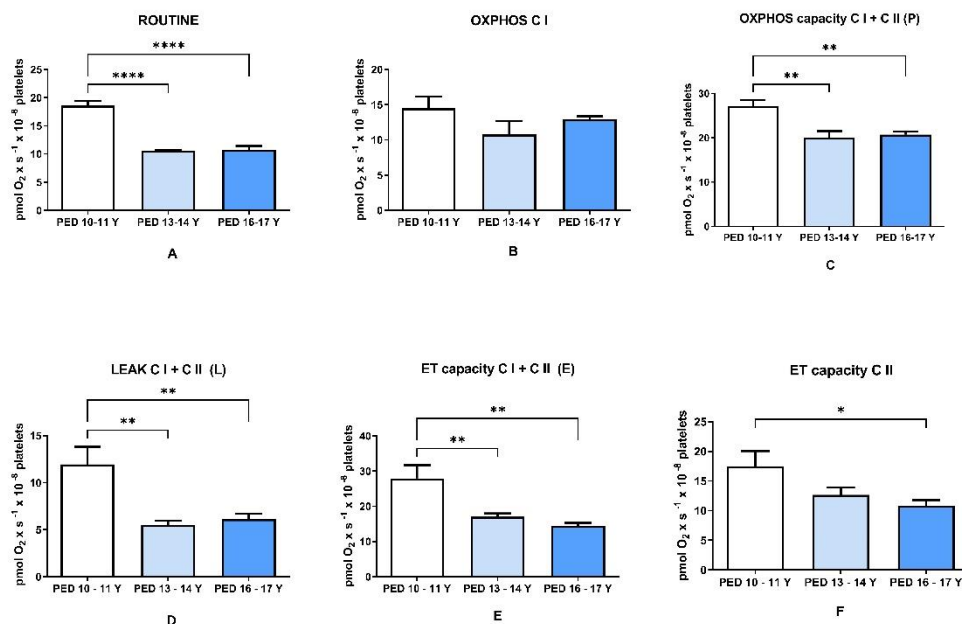 ROUTINE
****
****
pmol O₂ x s ⁻¹ x 10⁻⁸ platelets
25
20
15
10
5
0
PED 10-11 Y PED 13-14 Y PED 16-17 Y
A
OXPHOS C I
pmol O₂ x s ⁻¹ x 10⁻⁸ platelets
20
15
10
5
0
PED 10-11 Y PED 13-14 Y PED 16-17 Y
B
OXPHOS capacity C I + C II (P)
**
**
pmol O₂ x s ⁻¹ x 10⁻⁸ platelets
30
20
10
0
PED 10-11 Y PED 13-14 Y PED 16-17 Y
C
LEAK C I + C II (L)
**
**
pmol O₂ x s ⁻¹ x 10⁻⁸ platelets
15
10
5
0
PED 10 - 11 Y PED 13 - 14 Y PED 16 - 17 Y
D
ET capacity C I + C II (E)
**
**
pmol O₂ x s ⁻¹ x 10⁻⁸ platelets
40
30
20
10
0
PED 10 - 11 Y PED 13 - 14 Y PED 16 - 17 Y
E
ET capacity C II
*
pmol O₂ x s ⁻¹ x 10⁻⁸ platelets
25
20
15
10
5
0
PED 10 - 11 Y PED 13 - 14 Y PED 16 - 17 Y
F